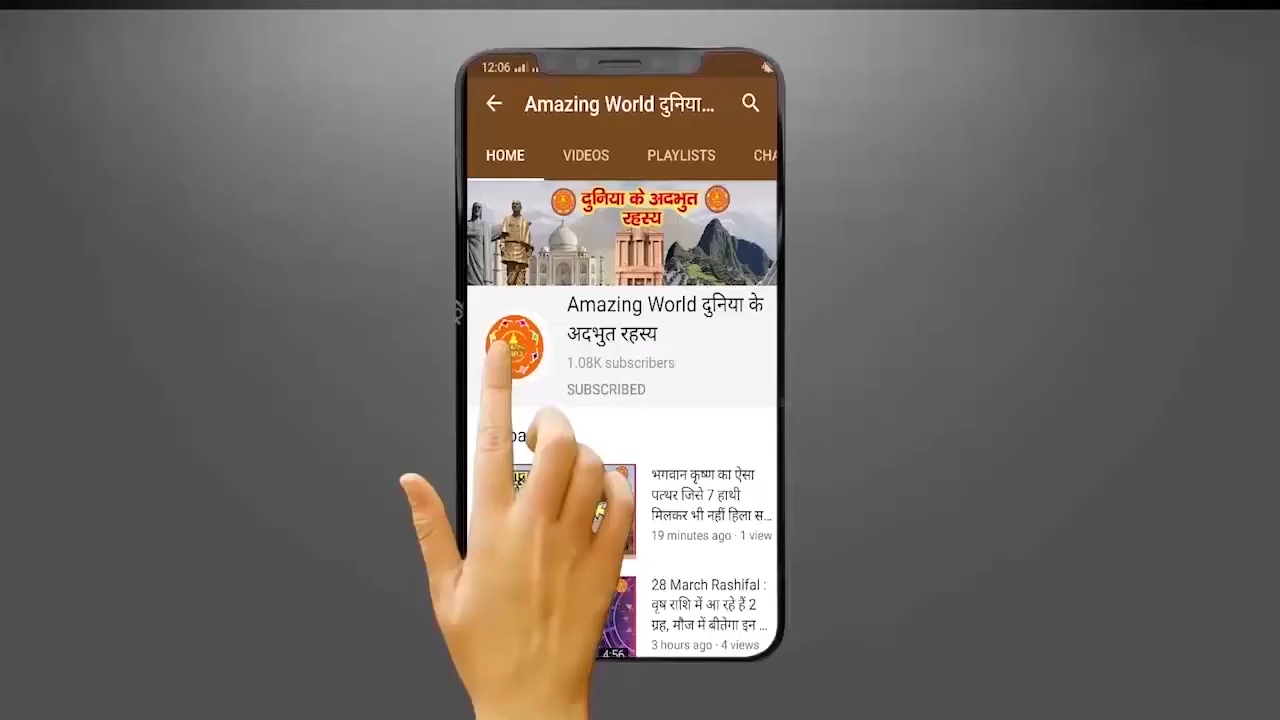 12:06
Amazing World दुनिया...
HOME VIDEOS PLAYLISTS CHA
दुनिया के अदभुत
रहस्य
Amazing World दुनिया के
अदभुत रहस्य
1.08K subscribers
SUBSCRIBED
भगवान कृष्ण का ऐसा
पत्थर जिसे 7 हाथी
मिलकर भी नहीं हिला स...
19 minutes ago · 1 view
28 March Rashifal :
वृष राशि में आ रहे हैं 2
ग्रह, मौज में बीतेगा इन ...
3 hours ago · 4 views
4:56